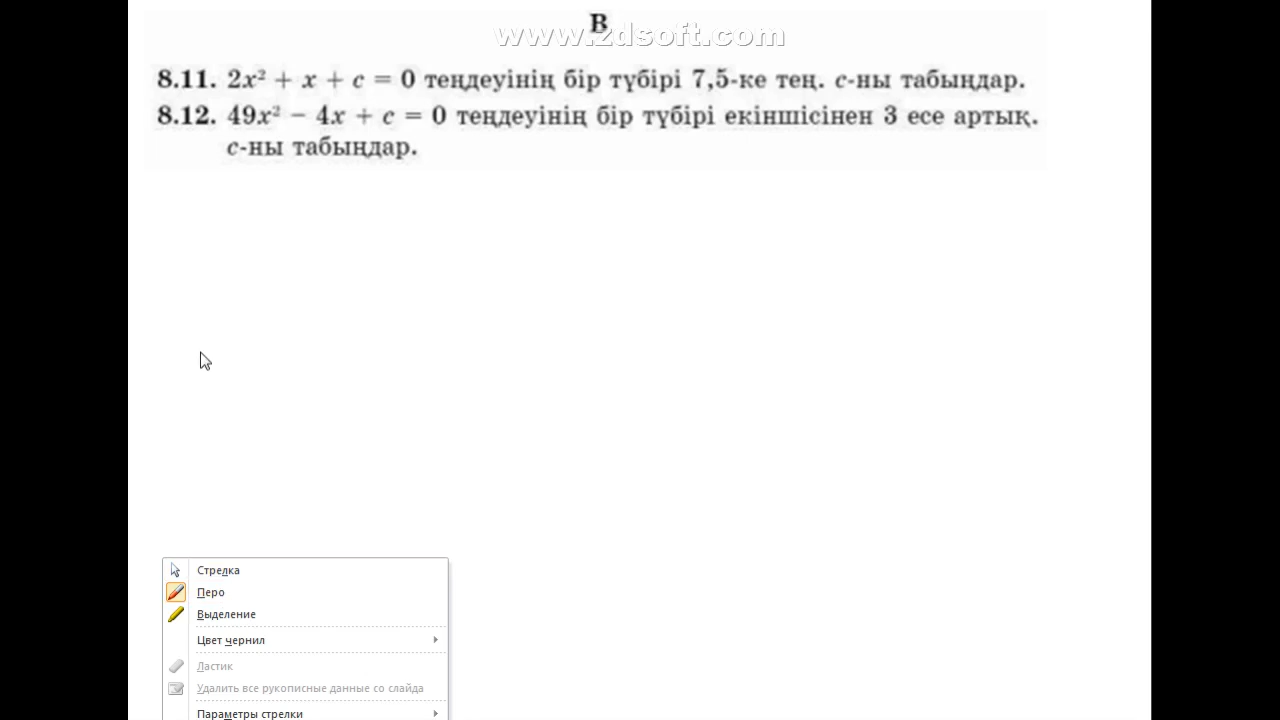 В
www.zdsoft.com
8.11. 2x² + x + c = 0 теңдеуінің бір түбірі 7,5-ке тең. c-ны табыңдар.
8.12. 49x² − 4x + c = 0 теңдеуінің бір түбірі екіншісінен 3 есе артық.
c-ны табыңдар.
Стрелка
Перо
Выделение
Цвет чернил
Ластик
Удалить все рукописные данные со слайда
Параметры стрелки